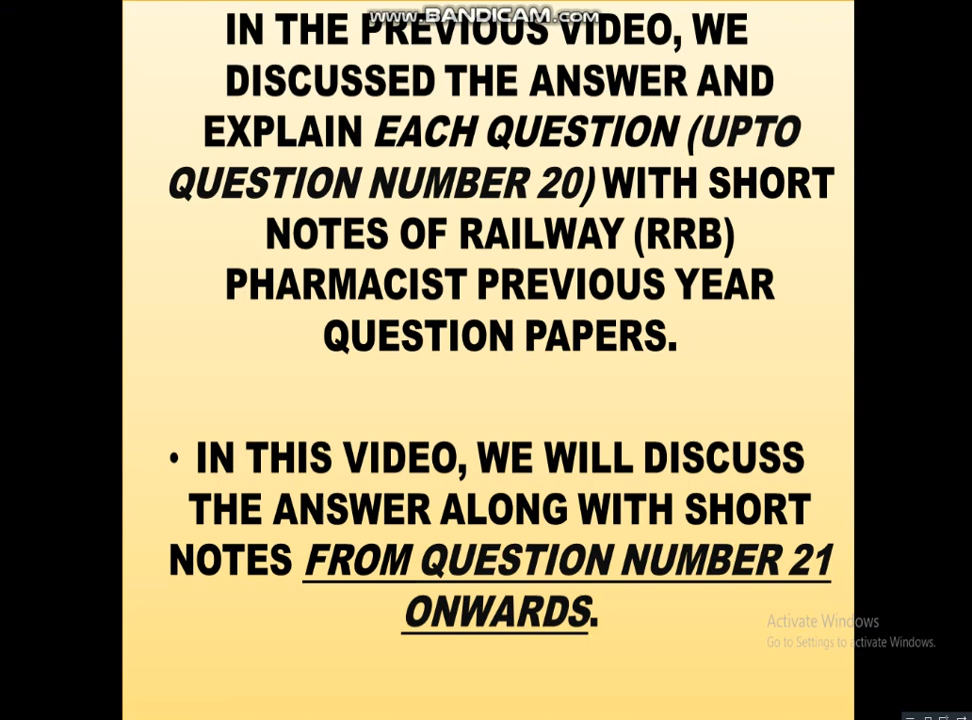 www.BANDICAM.com
IN THE PREVIOUS VIDEO, WE
DISCUSSED THE ANSWER AND
EXPLAIN EACH QUESTION (UPTO
QUESTION NUMBER 20) WITH SHORT
NOTES OF RAILWAY (RRB)
PHARMACIST PREVIOUS YEAR
QUESTION PAPERS.
• IN THIS VIDEO, WE WILL DISCUSS
THE ANSWER ALONG WITH SHORT
NOTES FROM QUESTION NUMBER 21
ONWARDS.
Activate Windows
Go to Settings to activate Windows.